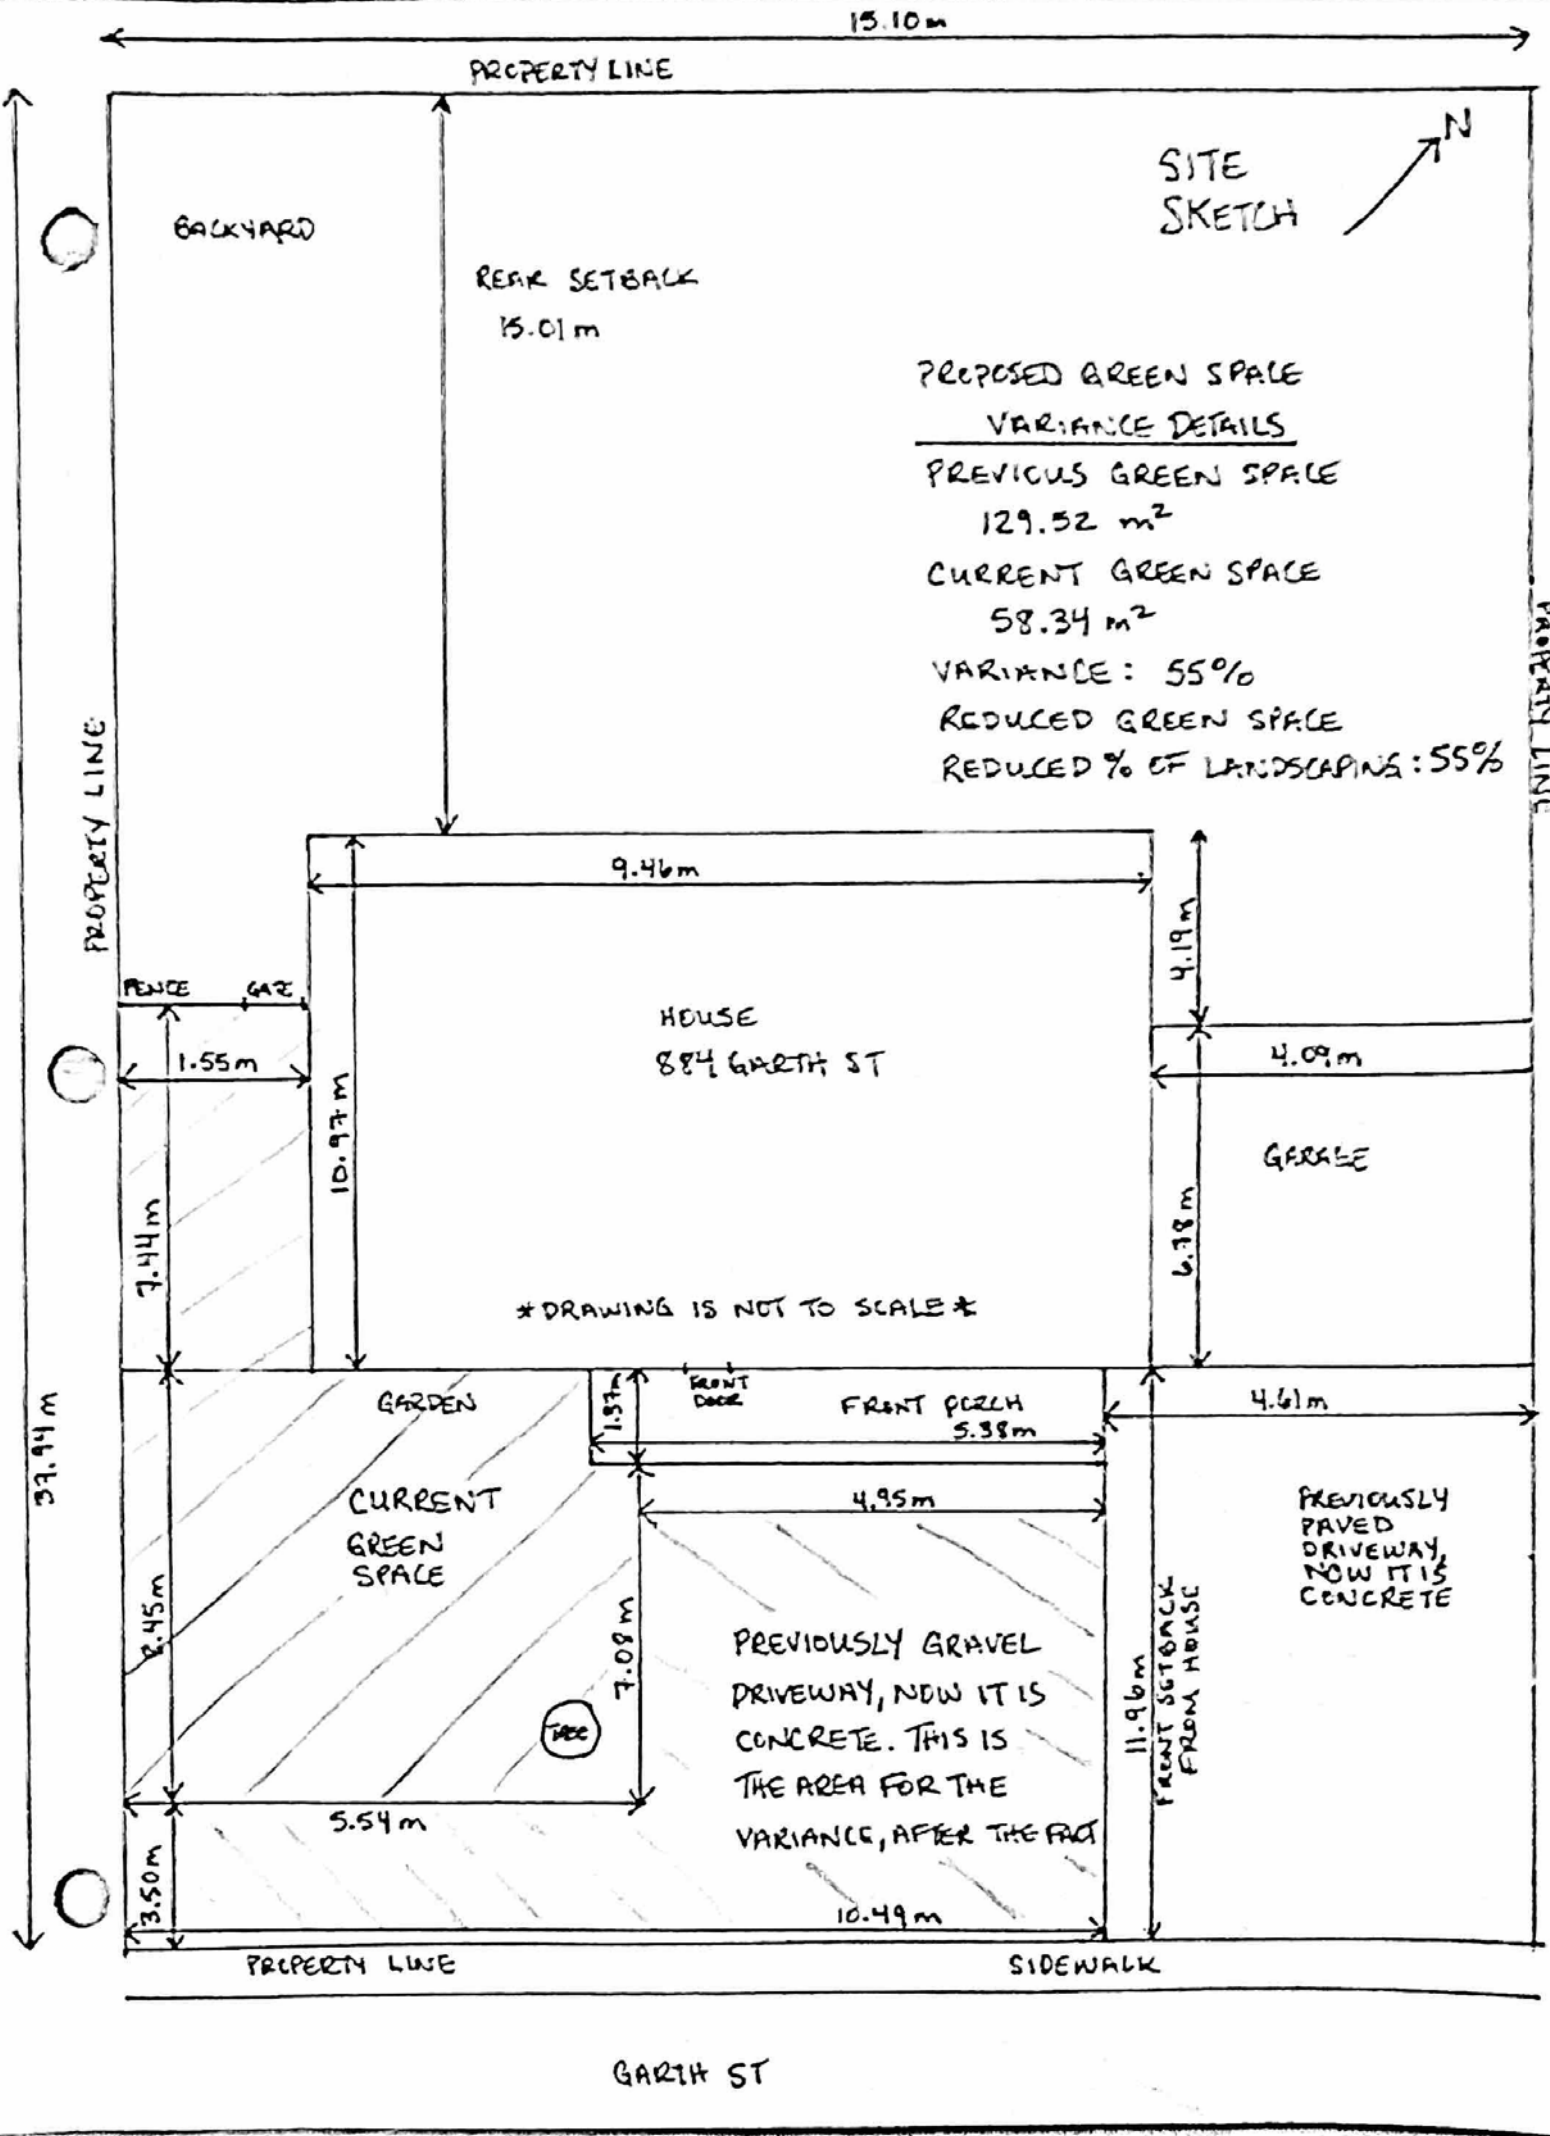 15.10m
PROPERTY LINE
N
SITE
SKETCH
BACKYARD
REAR SETBACK
15.01m
PROPOSED GREEN SPACE
VARIANCE DETAILS
PREVIOUS GREEN SPACE
129.52 m²
CURRENT GREEN SPACE
58.34 m²
VARIANCE: 55%
REDUCED GREEN SPACE
REDUCED % OF LANDSCAPING: 55%
PROPERTY LINE
PROPERTY LINE
9.46m
4.19m
FENCE GATE
HOUSE
884 GARTH ST
1.55m
4.09m
10.97m
GARAGE
7.44m
6.78m
*DRAWING IS NOT TO SCALE*
37.94m
GARDEN
1.37m
FRONT
DOOR
FRONT PORCH
5.38m
4.61m
CURRENT
GREEN
SPACE
4.95m
PREVIOUSLY
PAVED
DRIVEWAY,
NOW IT IS
CONCRETE
8.45m
7.08m
PREVIOUSLY GRAVEL
DRIVEWAY, NOW IT IS
CONCRETE. THIS IS
THE AREA FOR THE
VARIANCE, AFTER THE FACT
11.96m
FRONT SETBACK
FROM HOUSE
TREE
5.54m
3.50m
10.49m
PROPERTY LINE
SIDEWALK
GARTH ST